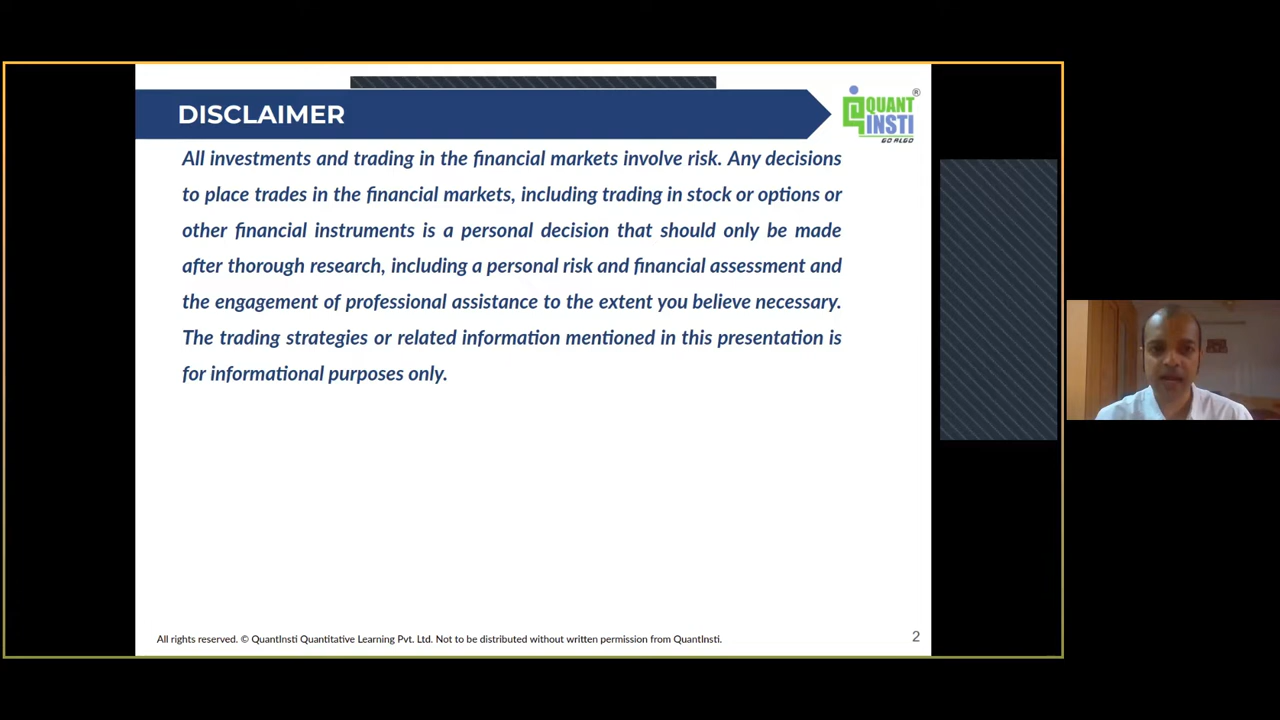 DISCLAIMER
QUANT
INSTI
GO ALGO
®
All investments and trading in the financial markets involve risk. Any decisions
to place trades in the financial markets, including trading in stock or options or
other financial instruments is a personal decision that should only be made
after thorough research, including a personal risk and financial assessment and
the engagement of professional assistance to the extent you believe necessary.
The trading strategies or related information mentioned in this presentation is
for informational purposes only.
All rights reserved. © QuantInsti Quantitative Learning Pvt. Ltd. Not to be distributed without written permission from QuantInsti.
2